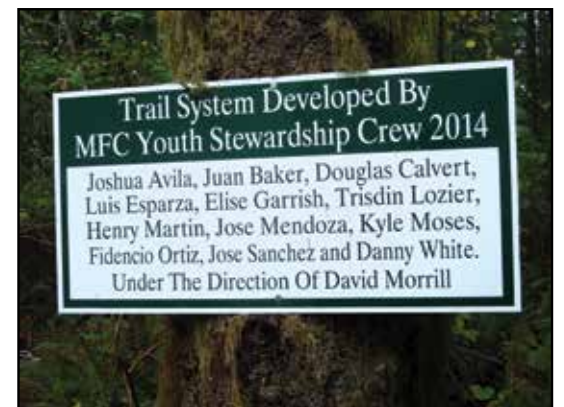 Trail System Developed By
MFC Youth Stewardship Crew 2014
Joshua Avila, Juan Baker, Douglas Calvert,
Luis Esparza, Elise Garrish, Trisdin Lozier,
Henry Martin, Jose Mendoza, Kyle Moses,
Fidencio Ortiz, Jose Sanchez and Danny White.
Under The Direction Of David Morrill